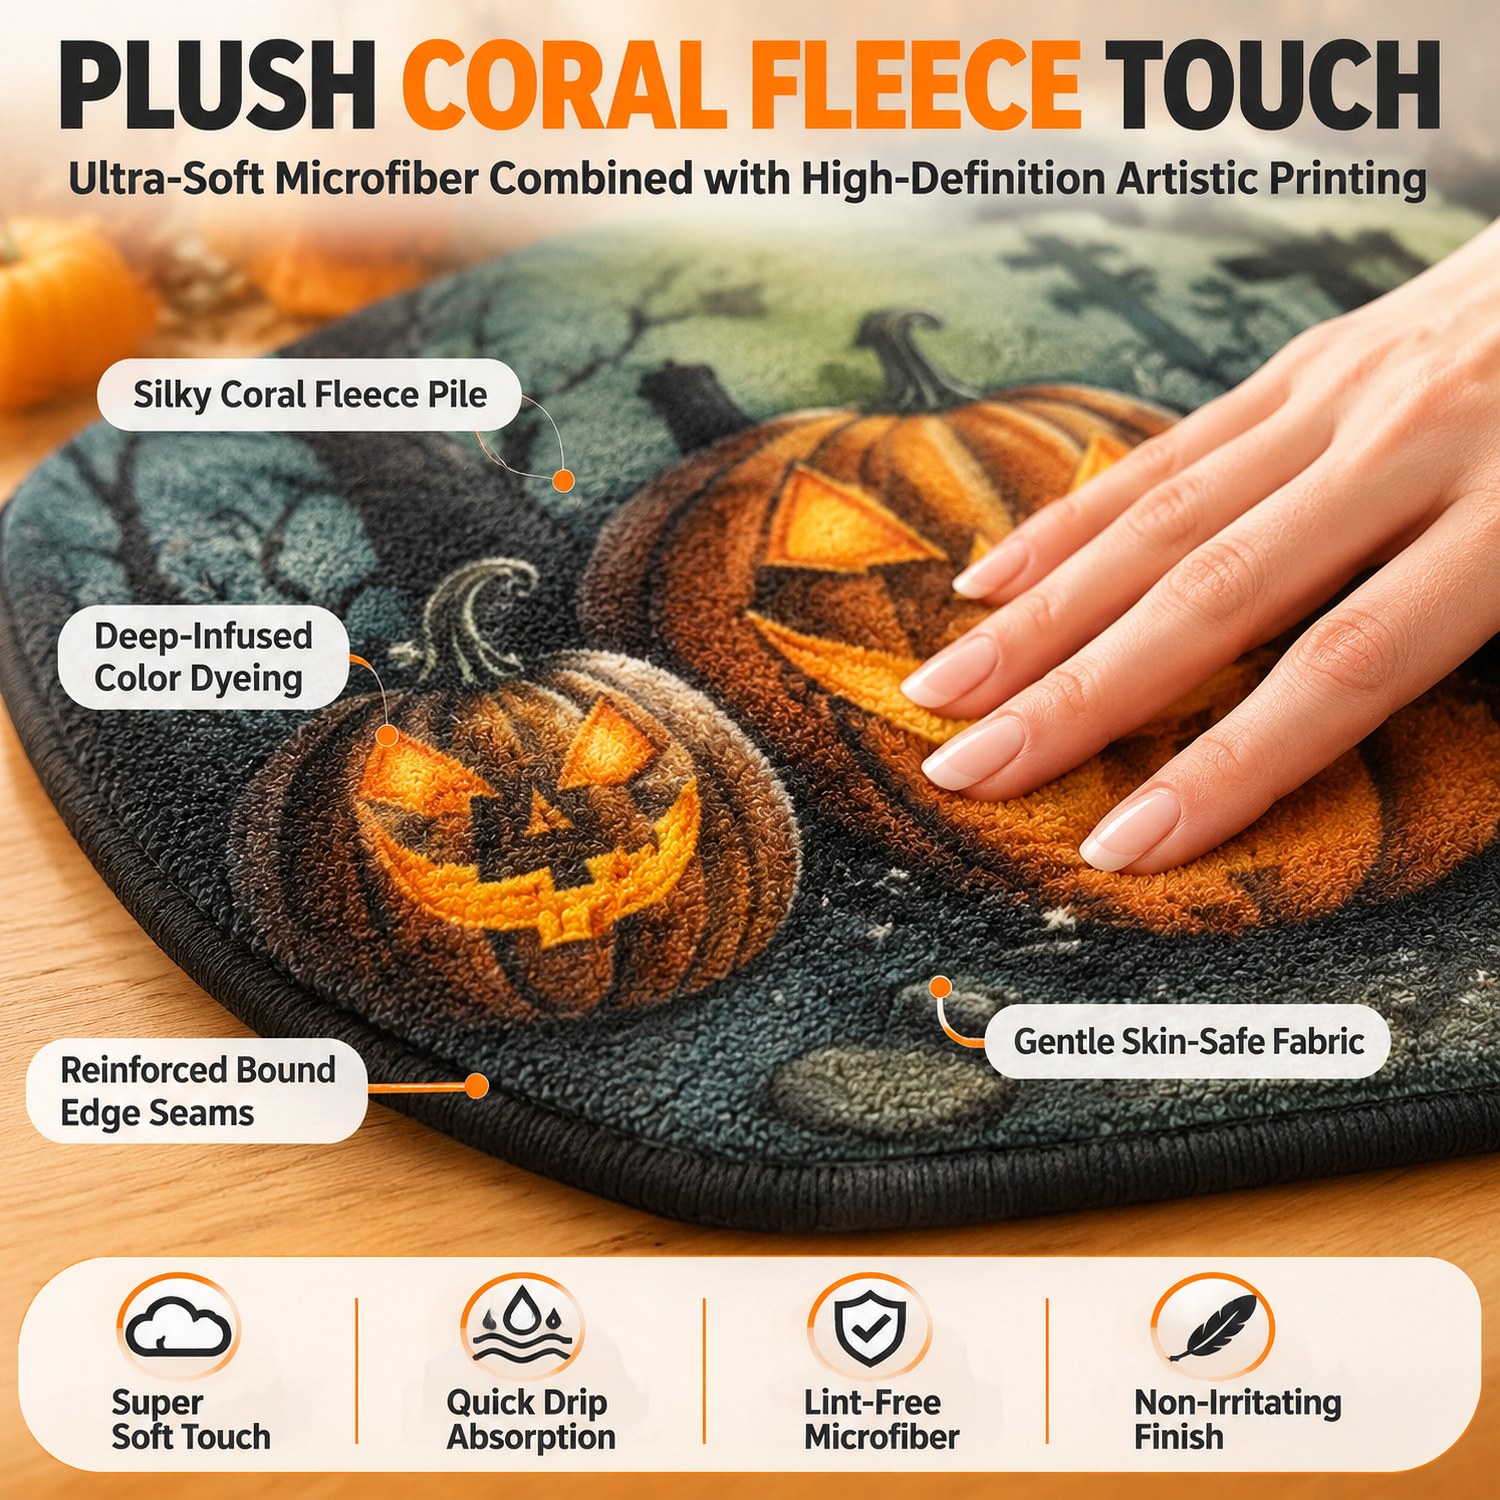 PLUSH CORAL FLEECE TOUCH
Ultra-Soft Microfiber Combined with High-Definition Artistic Printing
Silky Coral Fleece Pile
Deep-Infused
Color Dyeing
Gentle Skin-Safe Fabric
Reinforced Bound
Edge Seams
Super
Soft Touch
Quick Drip
Absorption
Lint-Free
Microfiber
Non-Irritating
Finish